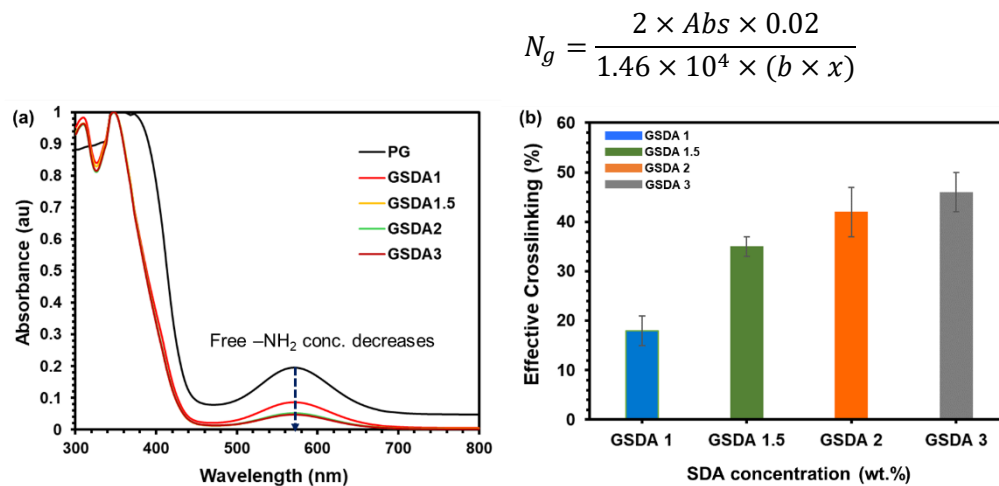 N_g = \frac{2 × Abs × 0.02}{1.46 × 10^4 × (b × x)}
(a)
1
0.9
0.8
0.7
0.6
0.5
0.4
0.3
0.2
0.1
0
Absorbance (au)
PG
GSDA1
GSDA1.5
GSDA2
GSDA3
Free –NH₂ conc. decreases
300 400 500 600 700 800
Wavelength (nm)
(b)
60
50
40
30
20
10
0
Effective Crosslinking (%)
GSDA 1
GSDA 1.5
GSDA 2
GSDA 3
GSDA 1 GSDA 1.5 GSDA 2 GSDA 3
SDA concentration (wt.%)